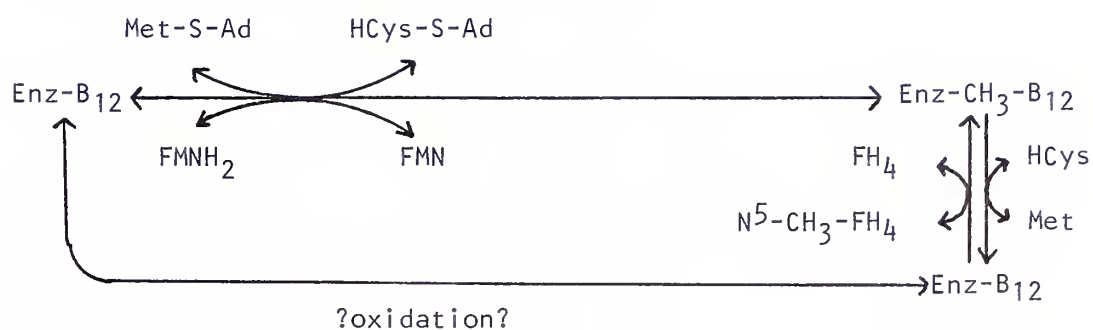 Met-S-Ad HCys-S-Ad
Enz-B12 Enz-CH3-B12
FMNH2 FMN FH4 HCys
N5-CH3-FH4 Met
Enz-B12
?oxidation?